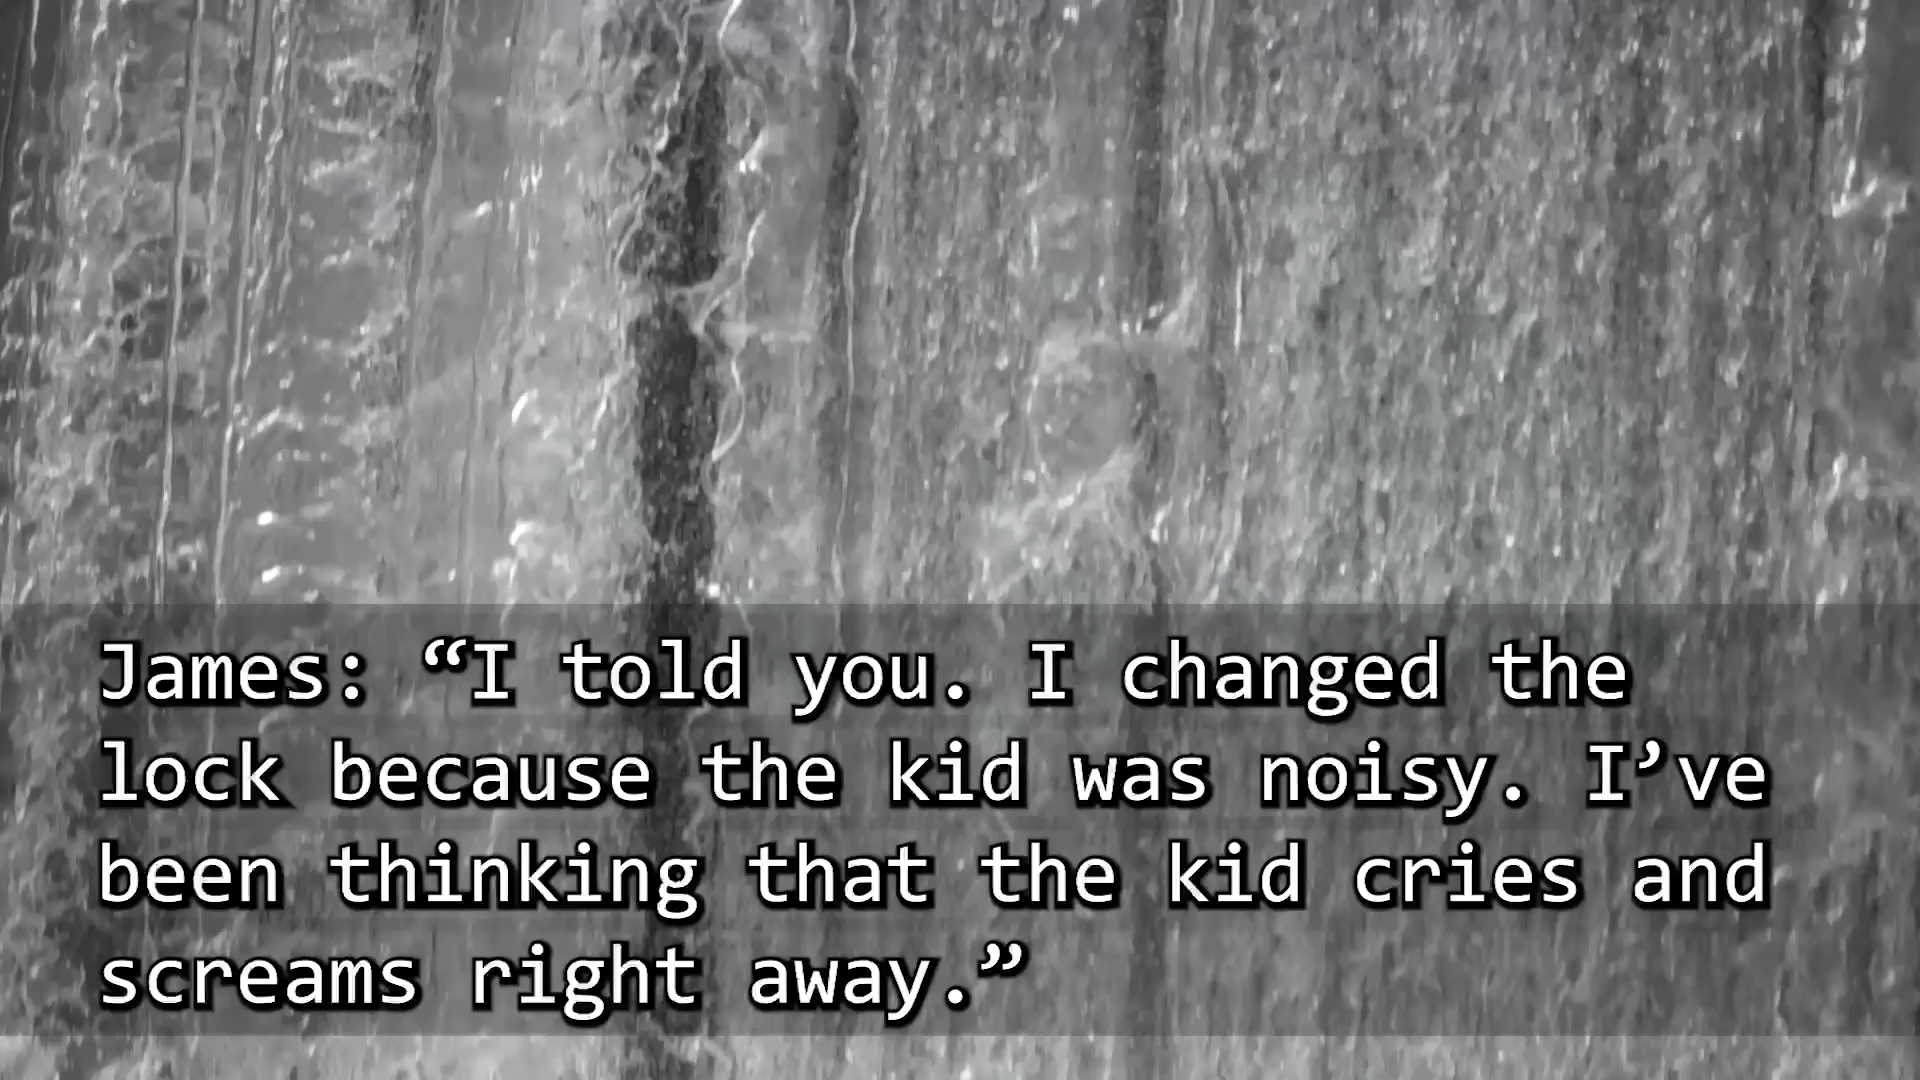 James: “I told you. I changed the
lock because the kid was noisy. I’ve
been thinking that the kid cries and
screams right away.”